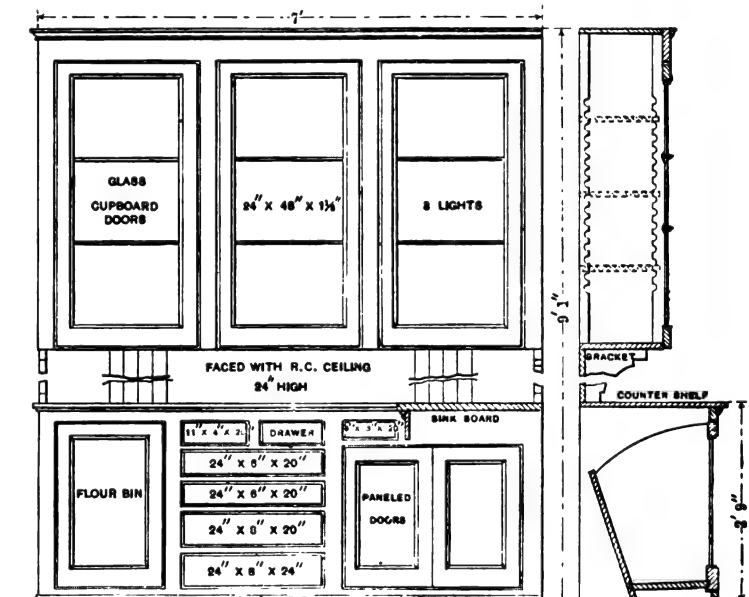 7'
GLASS
CUPBOARD
DOORS
24" X 48" X 1⅛"
3 LIGHTS
9' 1"
FACED WITH R.C. CEILING
24" HIGH
BRACKET
COUNTER SHELF
SINK BOARD
DRAWER
24" X 6" X 20"
24" X 6" X 20"
24" X 8" X 20"
24" X 8" X 24"
FLOUR BIN
PANELED
DOORS
2' 9"